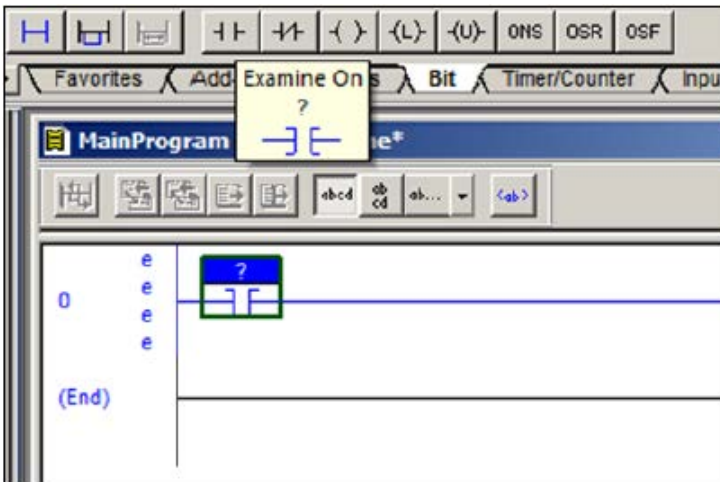 (L) (U) ONS OSR OSF
Favorites Add- s Bit Timer/Counter Inpu
Examine On
?
MainProgram ne*
abcd ab cd ab... <ab>
?
0 e
e
e
e
(End)